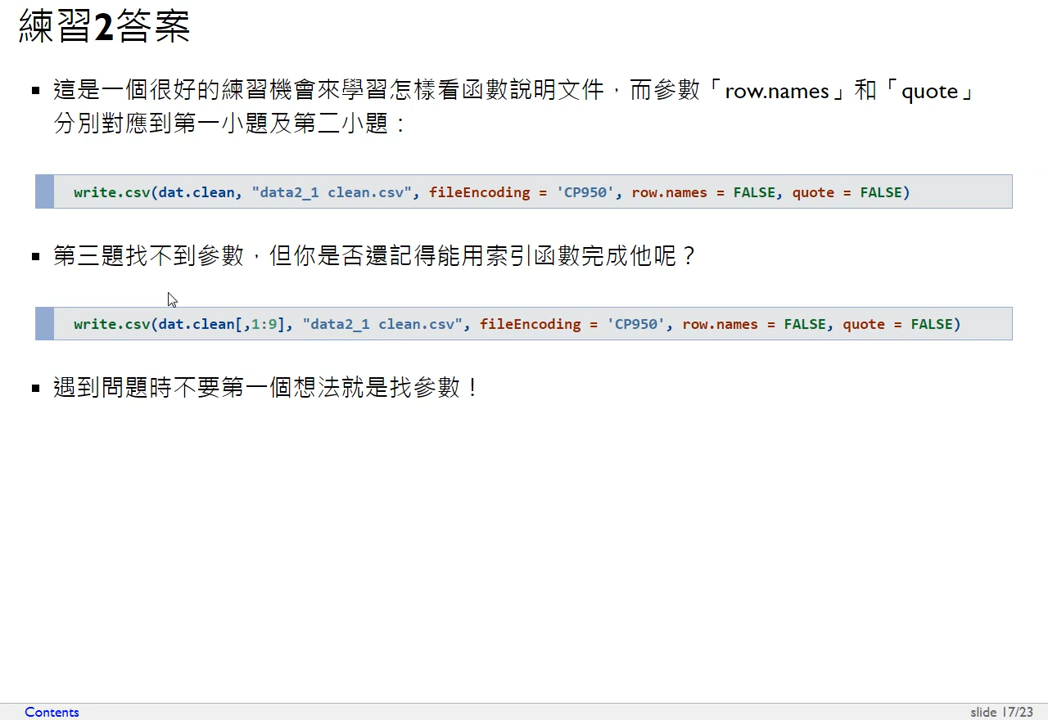 練習2答案
▪ 這是一個很好的練習機會來學習怎樣看函數說明文件，而參數「row.names」和「quote」
分別對應到第一小題及第二小題：
write.csv(dat.clean, "data2_1 clean.csv", fileEncoding = 'CP950', row.names = FALSE, quote = FALSE)
▪ 第三題找不到參數，但你是否還記得能用索引函數完成他呢？
write.csv(dat.clean[,1:9], "data2_1 clean.csv", fileEncoding = 'CP950', row.names = FALSE, quote = FALSE)
▪ 遇到問題時不要第一個想法就是找參數！
Contents
slide 17/23